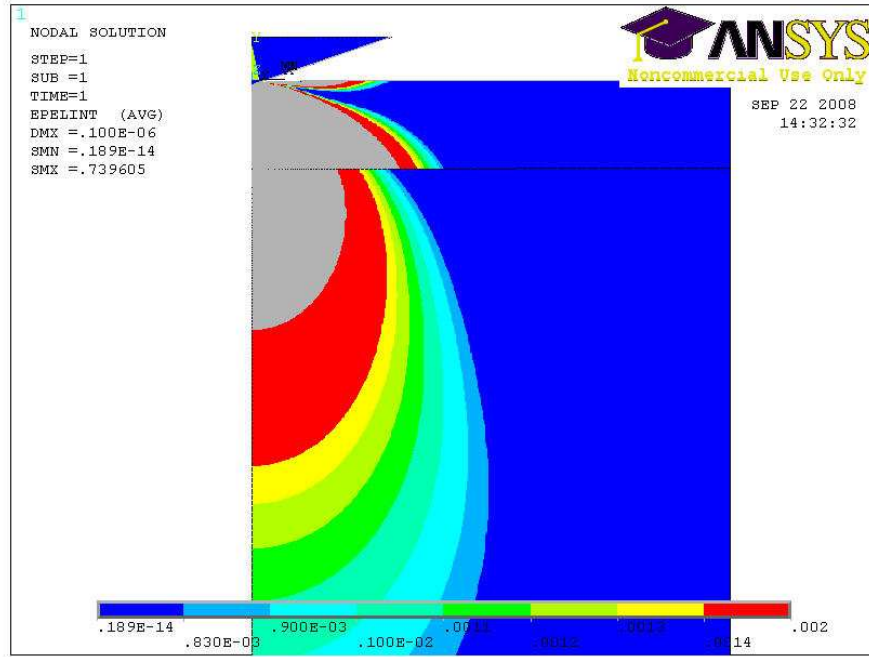 1
NODAL SOLUTION
STEP=1
SUB =1
TIME=1
EPELINT (AVG)
DMX =.100E-06
SMN =.189E-14
SMX =.739605
ANSYS
Noncommercial Use Only
SEP 22 2008
14:32:32
Y
.189E-14 .900E-03 .0011 .0013 .002
.830E-03 .100E-02 .0012 .0014